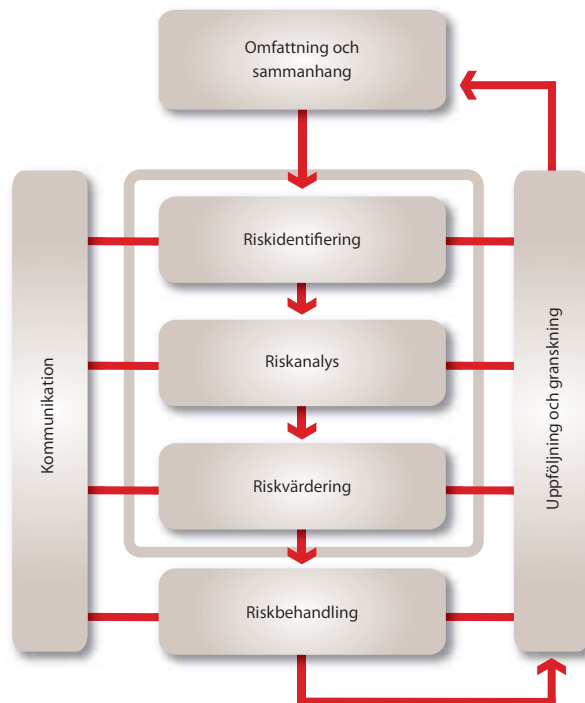 Omfattning och
sammanhang
Riskidentifiering
Riskanalys
Riskvärdering
Riskbehandling
Kommunikation
Uppföljning och granskning